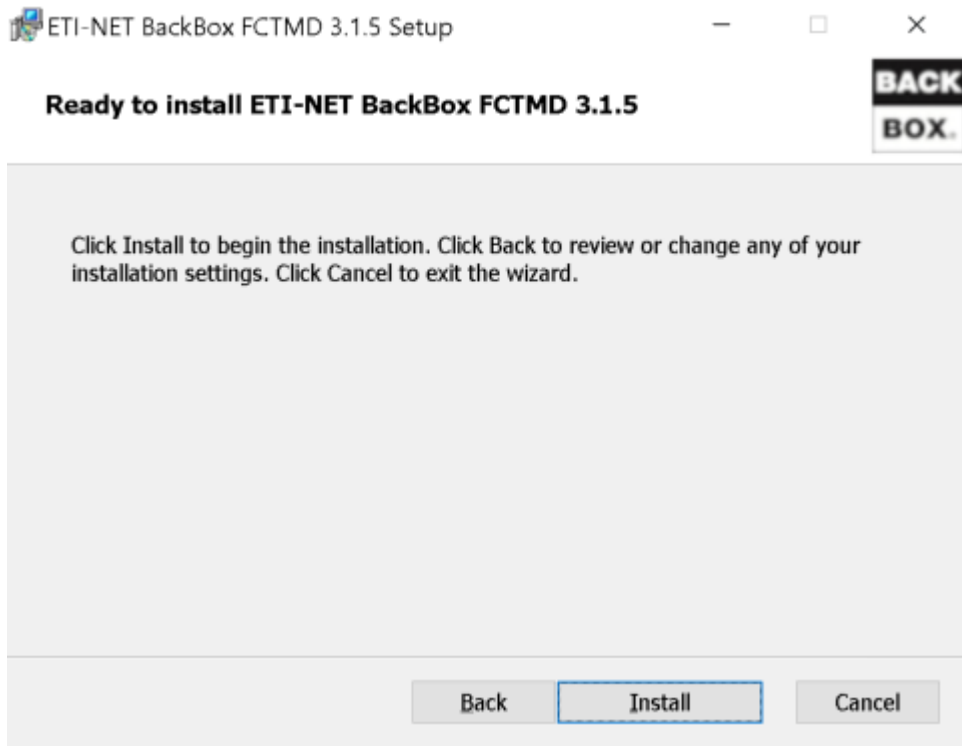 ETI-NET BackBox FCTMD 3.1.5 Setup
Ready to install ETI-NET BackBox FCTMD 3.1.5
BACK
BOX.
Click Install to begin the installation. Click Back to review or change any of your
installation settings. Click Cancel to exit the wizard.
Back
Install
Cancel